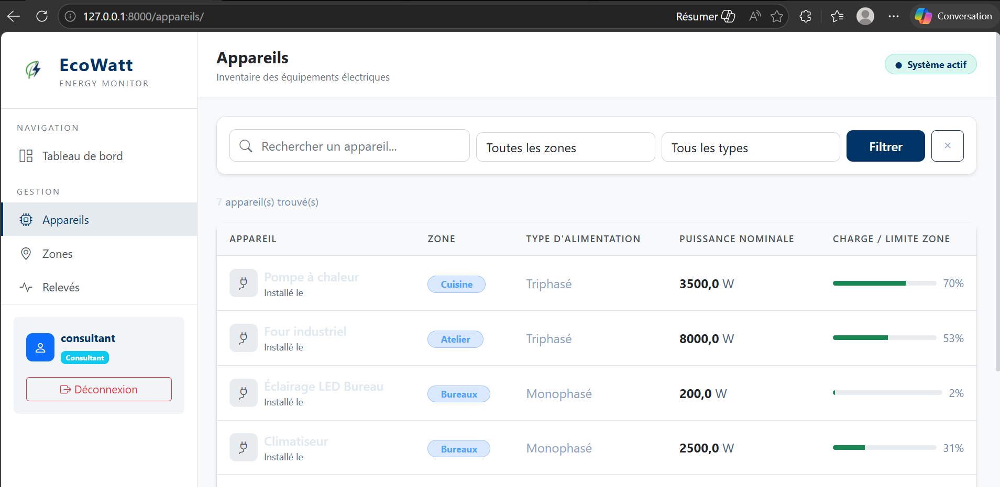 127.0.0.1:8000/appareils/
Résumer
Conversation
EcoWatt
ENERGY MONITOR
NAVIGATION
Tableau de bord
GESTION
Appareils
Zones
Relevés
consultant
Consultant
Déconnexion
Appareils
Inventaire des équipements électriques
Système actif
Rechercher un appareil...
Toutes les zones
Tous les types
Filtrer
×
7 appareil(s) trouvé(s)
APPAREIL ZONE TYPE D'ALIMENTATION PUISSANCE NOMINALE CHARGE / LIMITE ZONE
Pompe à chaleur
Installé le
Cuisine Triphasé 3500,0 W 70%
Four industriel
Installé le
Atelier Triphasé 8000,0 W 53%
Éclairage LED Bureau
Installé le
Bureaux Monophasé 200,0 W 2%
Climatiseur
Installé le
Bureaux Monophasé 2500,0 W 31%